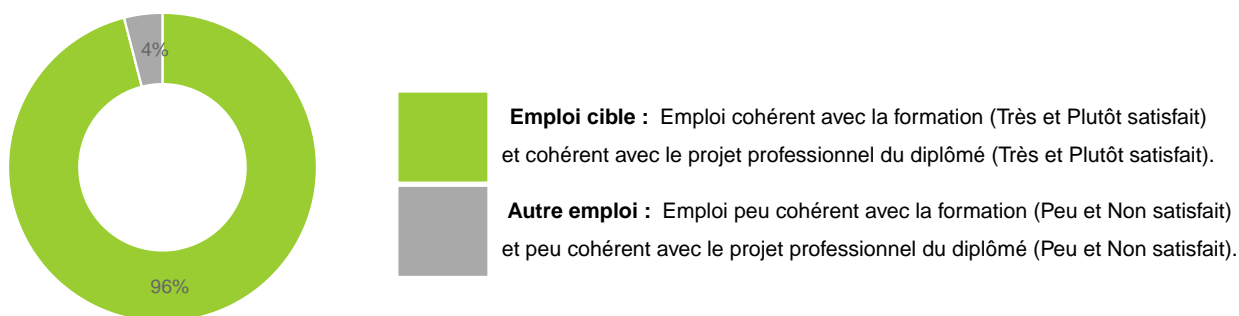 4%
Emploi cible : Emploi cohérent avec la formation (Très et Plutôt satisfait)
et cohérent avec le projet professionnel du diplômé (Très et Plutôt satisfait).
Autre emploi : Emploi peu cohérent avec la formation (Peu et Non satisfait)
et peu cohérent avec le projet professionnel du diplômé (Peu et Non satisfait).
96%